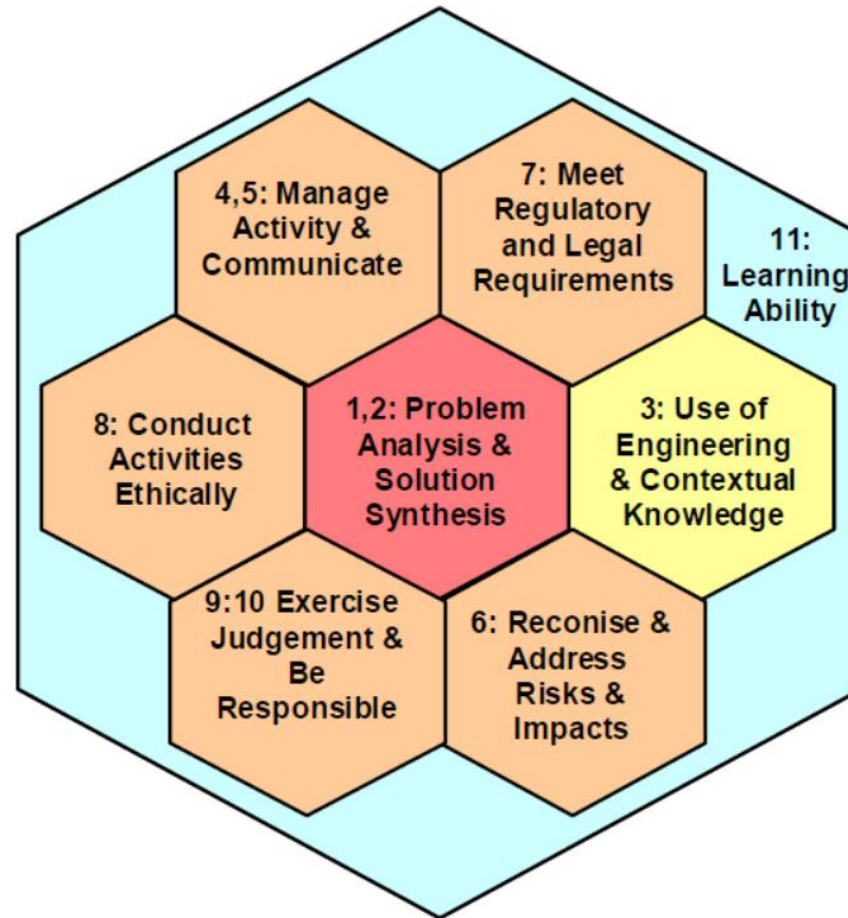 4,5: Manage
Activity &
Communicate
7: Meet
Regulatory
and Legal
Requirements
11:
Learning
Ability
8: Conduct
Activities
Ethically
1,2: Problem
Analysis &
Solution
Synthesis
3: Use of
Engineering
& Contextual
Knowledge
9:10 Exercise
Judgement &
Be
Responsible
6: Reconise &
Address
Risks &
Impacts